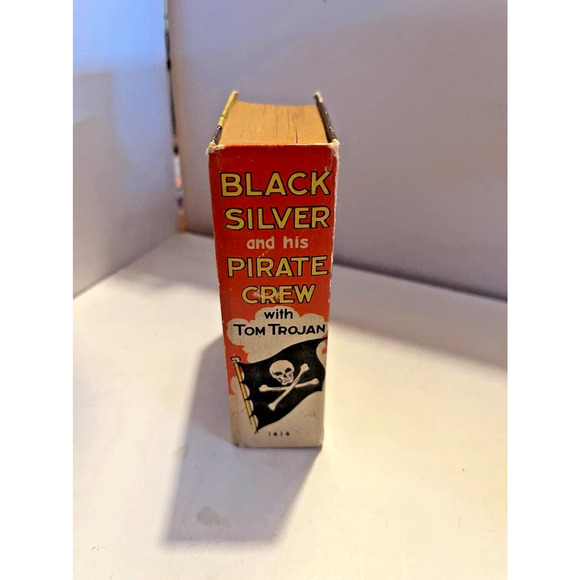 BLACK
SILVER
and his
PIRATE
CREW
with
TOM TROJAN
1414